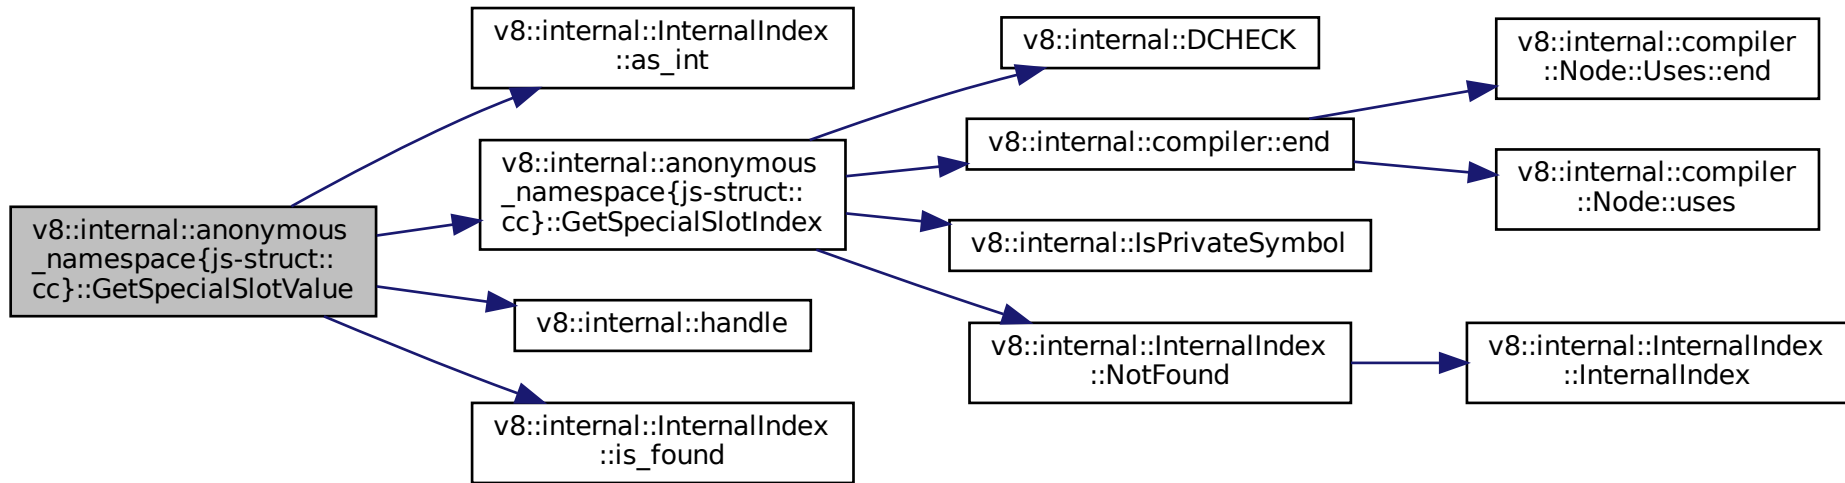 v8::internal::anonymous
_namespace{js-struct::
cc}::GetSpecialSlotValue
v8::internal::InternalIndex
::as_int
v8::internal::anonymous
_namespace{js-struct::
cc}::GetSpecialSlotIndex
v8::internal::handle
v8::internal::InternalIndex
::is_found
v8::internal::DCHECK
v8::internal::compiler::end
v8::internal::IsPrivateSymbol
v8::internal::InternalIndex
::NotFound
v8::internal::compiler
::Node::Uses::end
v8::internal::compiler
::Node::uses
v8::internal::InternalIndex
::InternalIndex